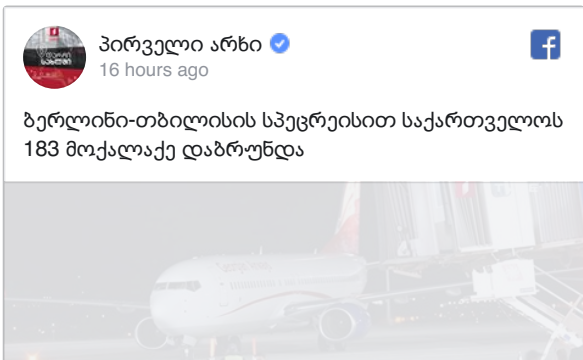 პირველი არხი
16 hours ago
ბერლინი-თბილისის სპეცრეისით საქართველოს
183 მოქალაქე დაბრუნდა